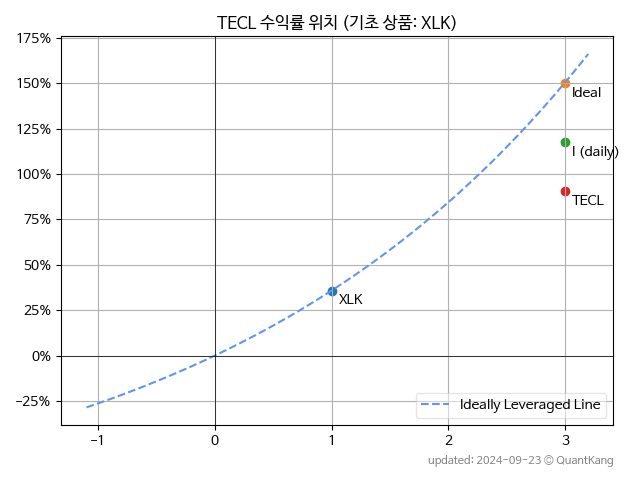 TECL 수익률 위치 (기초 상품: XLK)
175%
150%
125%
100%
75%
50%
25%
0%
−25%
Ideal
I (daily)
TECL
XLK
Ideally Leveraged Line
−1
0
1
2
3
updated: 2024-09-23 © QuantKang